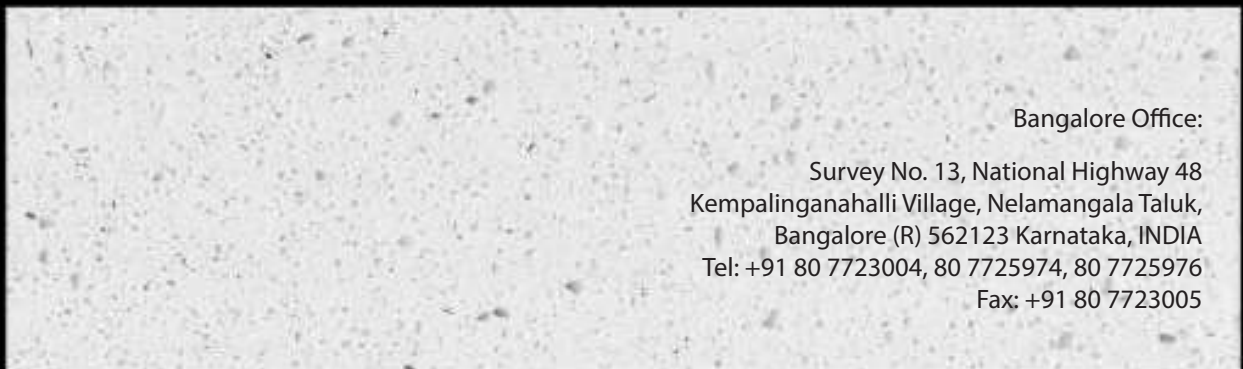 Bangalore Office:
Survey No. 13, National Highway 48
Kempalinganahalli Village, Nelamangala Taluk,
Bangalore (R) 562123 Karnataka, INDIA
Tel: +91 80 7723004, 80 7725974, 80 7725976
Fax: +91 80 7723005